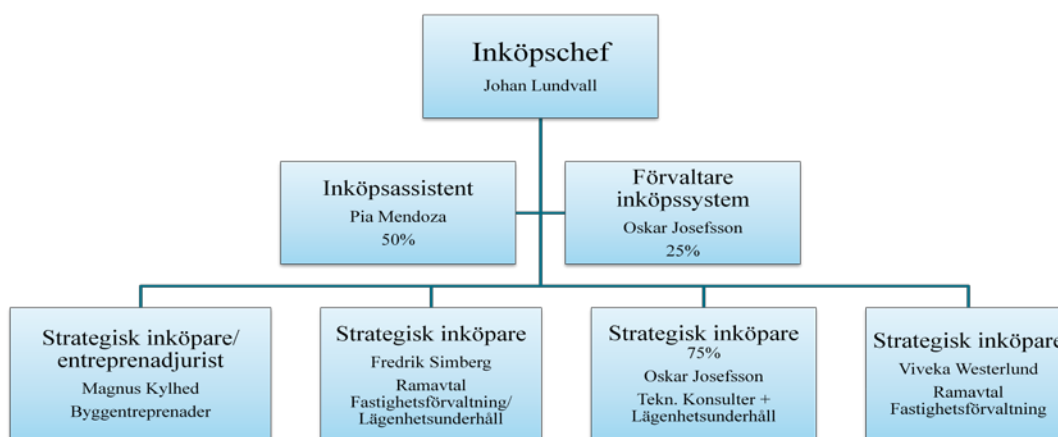 Inköpschef
Johan Lundvall
Inköpsassistent
Pia Mendoza
50%
Förvaltare
inköpssystem
Oskar Josefsson
25%
Strategisk inköpare/
entreprenadjurist
Magnus Kylhed
Byggentreprenader
Strategisk inköpare
Fredrik Simberg
Ramavtal
Fastighetsförvaltning/
Lägenhetsunderhåll
Strategisk inköpare
75%
Oskar Josefsson
Tekn. Konsulter +
Lägenhetsunderhåll
Strategisk inköpare
Viveka Westerlund
Ramavtal
Fastighetsförvaltning